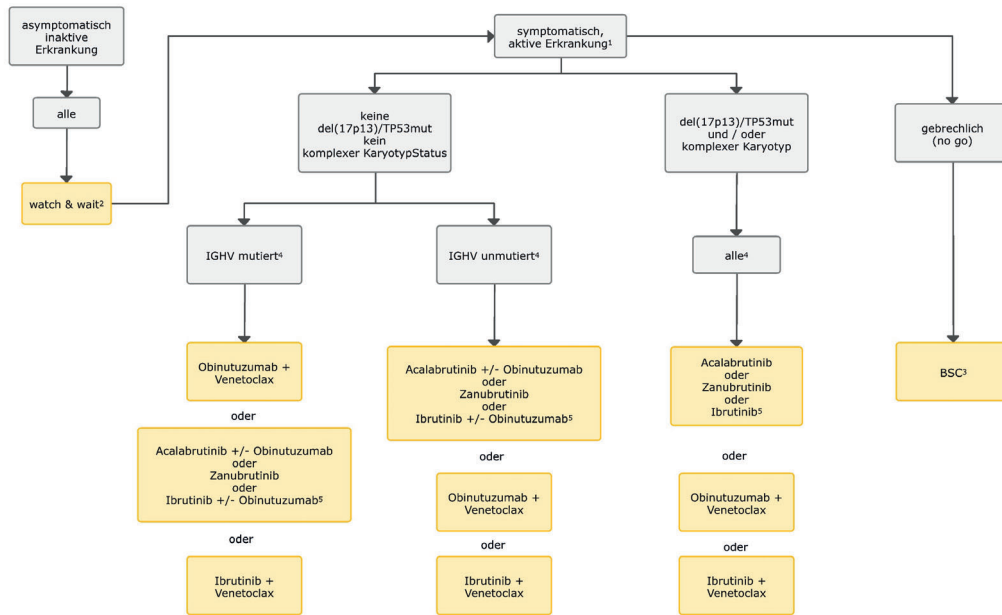 asymptomatisch
inaktive
Erkrankung
symptomatisch,
aktive Erkrankung¹
alle
keine
del(17p13)/TP53mut
kein
komplexer KaryotypStatus
del(17p13)/TP53mut
und / oder
komplexer Karyotyp
gebrechlich
(no go)
watch & wait²
IGHV mutiert⁴
IGHV unmutiert⁴
alle⁴
Obinutuzumab +
Venetoclax
oder
Acalabrutinib +/- Obinutuzumab
oder
Zanubrutinib
oder
Ibrutinib +/- Obinutuzumab⁵
oder
Ibrutinib +
Venetoclax
Acalabrutinib +/- Obinutuzumab
oder
Zanubrutinib
oder
Ibrutinib +/- Obinutuzumab⁵
oder
Obinutuzumab +
Venetoclax
oder
Ibrutinib +
Venetoclax
Acalabrutinib
oder
Zanubrutinib
oder
Ibrutinib⁵
oder
Obinutuzumab +
Venetoclax
oder
Ibrutinib +
Venetoclax
BSC³